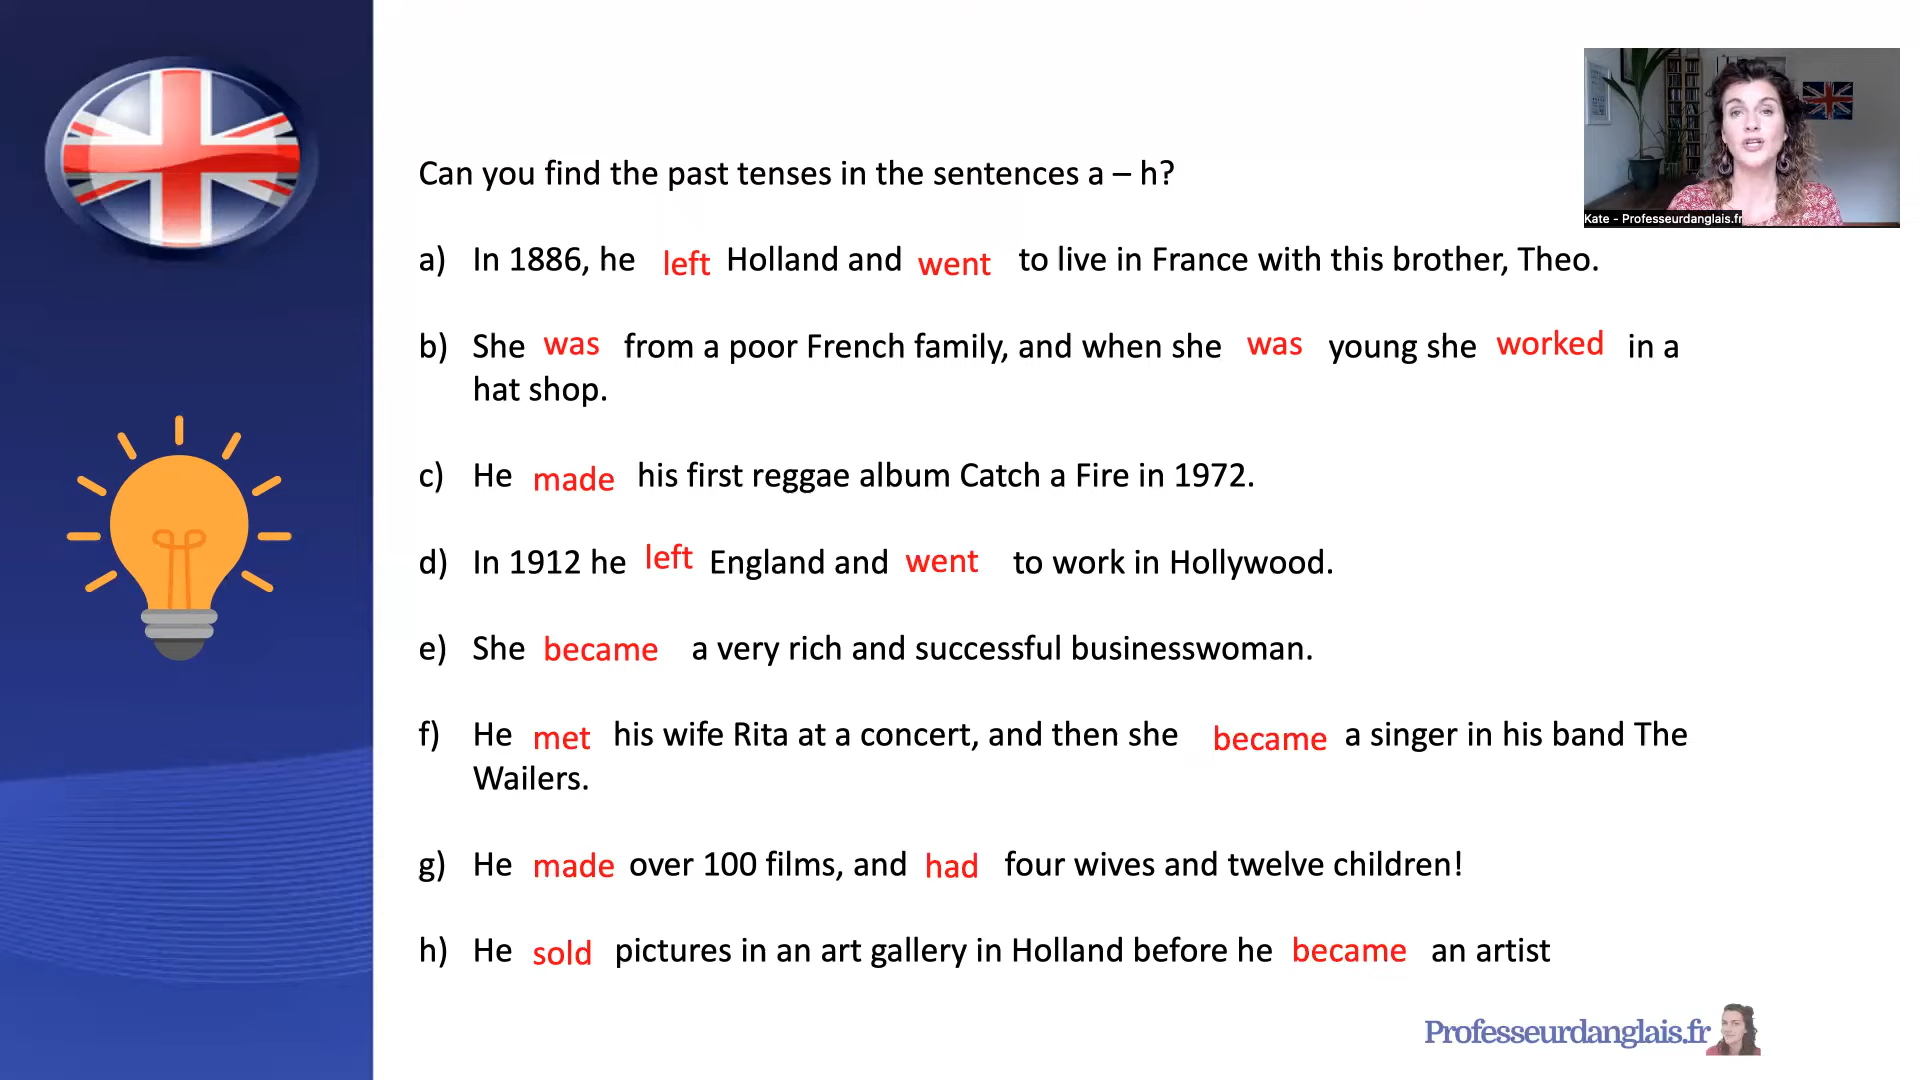 Can you find the past tenses in the sentences a – h?
Kate - Professeurdanglais.fr
a) In 1886, he left Holland and went to live in France with this brother, Theo.
b) She was from a poor French family, and when she was young she worked in a
hat shop.
c) He made his first reggae album Catch a Fire in 1972.
d) In 1912 he left England and went to work in Hollywood.
e) She became a very rich and successful businesswoman.
f) He met his wife Rita at a concert, and then she became a singer in his band The
Wailers.
g) He made over 100 films, and had four wives and twelve children!
h) He sold pictures in an art gallery in Holland before he became an artist
Professeurdanglais.fr